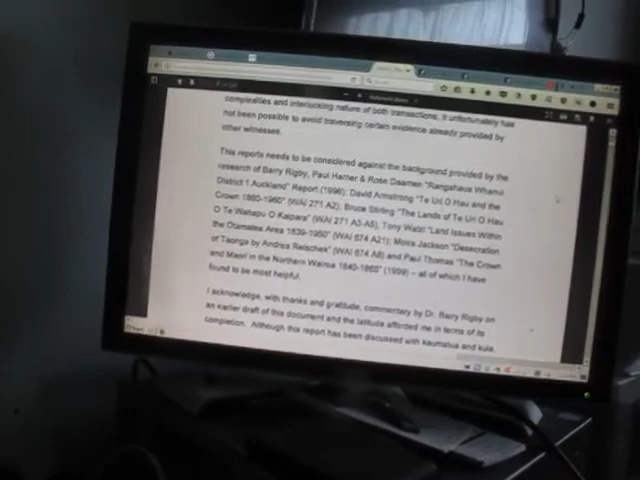 complexities and interlocking nature of both transactions, it unfortunately has
not been possible to avoid traversing certain evidence already provided by
other witnesses.
This reports needs to be considered against the background provided by the
research of Barry Rigby, Paul Harner & Rose Daamen "Rangahaua Whanui
District 1 Auckland" Report (1996); David Armstrong "Te Uri O Hau and the
Crown 1860-1960" (WAI 271 A2); Bruce Stirling "The Lands of Te Uri O Hau
O Te Wahapu O Kaipara" (WAI 271 A3-A5), Tony Walzl "Land Issues Within
the Otamatea Area 1839-1950" (WAI 674 A21); Moira Jackson "Desecration
of Taonga by Andrea Reischek" (WAI 674 A8) and Paul Thomas "The Crown
and Maori in the Northern Wairoa 1840-1865" (1999) – all of which I have
found to be most helpful.
I acknowledge, with thanks and gratitude, commentary by Dr. Barry Rigby on
an earlier draft of this document and the latitude afforded me in terms of its
completion. Although this report has been discussed with kaumatua and kuia,